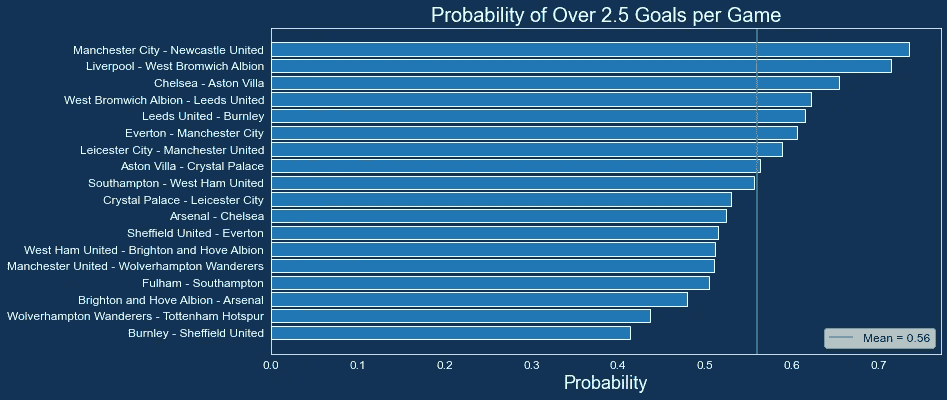 Probability of Over 2.5 Goals per Game
Manchester City - Newcastle United
Liverpool - West Bromwich Albion
Chelsea - Aston Villa
West Bromwich Albion - Leeds United
Leeds United - Burnley
Everton - Manchester City
Leicester City - Manchester United
Aston Villa - Crystal Palace
Southampton - West Ham United
Crystal Palace - Leicester City
Arsenal - Chelsea
Sheffield United - Everton
West Ham United - Brighton and Hove Albion
Manchester United - Wolverhampton Wanderers
Fulham - Southampton
Brighton and Hove Albion - Arsenal
Wolverhampton Wanderers - Tottenham Hotspur
Burnley - Sheffield United
Mean = 0.56
0.0 0.1 0.2 0.3 0.4 0.5 0.6 0.7
Probability